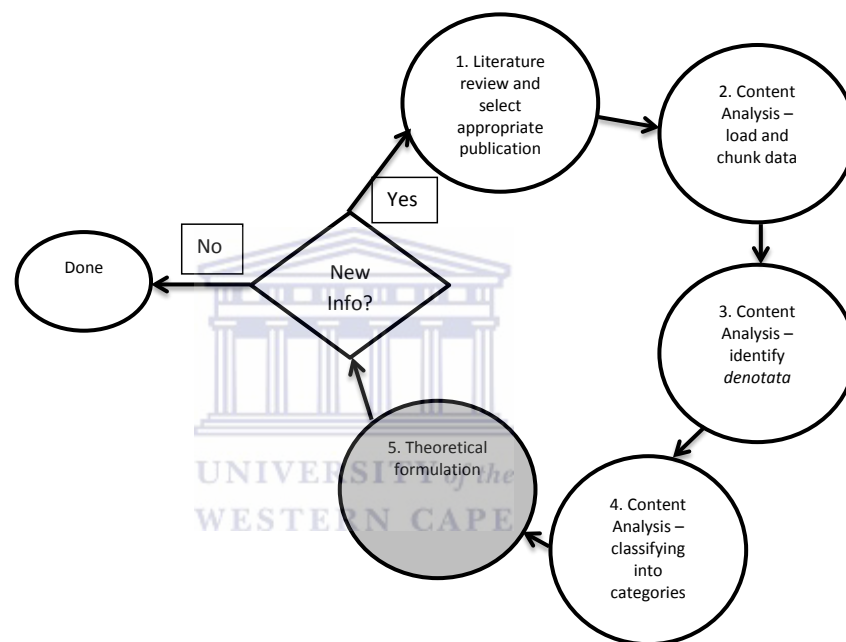 1. Literature
review and
select
appropriate
publication
2. Content
Analysis –
load and
chunk data
3. Content
Analysis –
identify
denotata
4. Content
Analysis –
classifying
into
categories
5. Theoretical
formulation
New
Info?
Yes
No
Done
UNIVERSITY of the
WESTERN CAPE